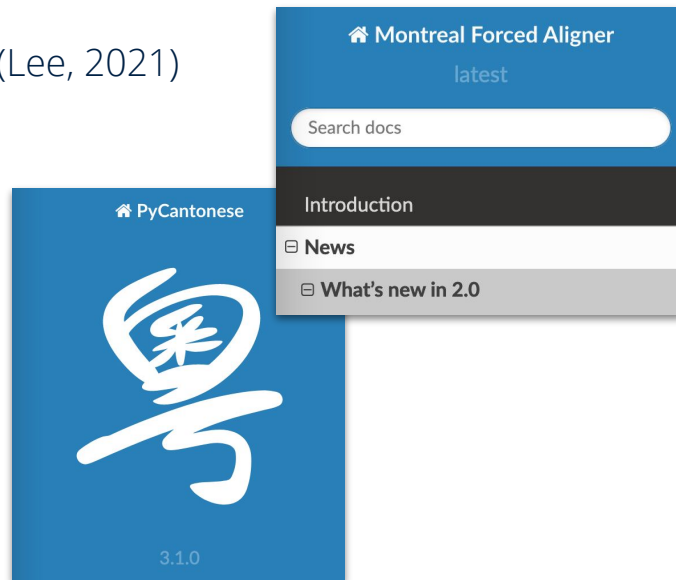 (Lee, 2021)
Montreal Forced Aligner
latest
Search docs
Introduction
News
What's new in 2.0
PyCantonese
粤
3.1.0